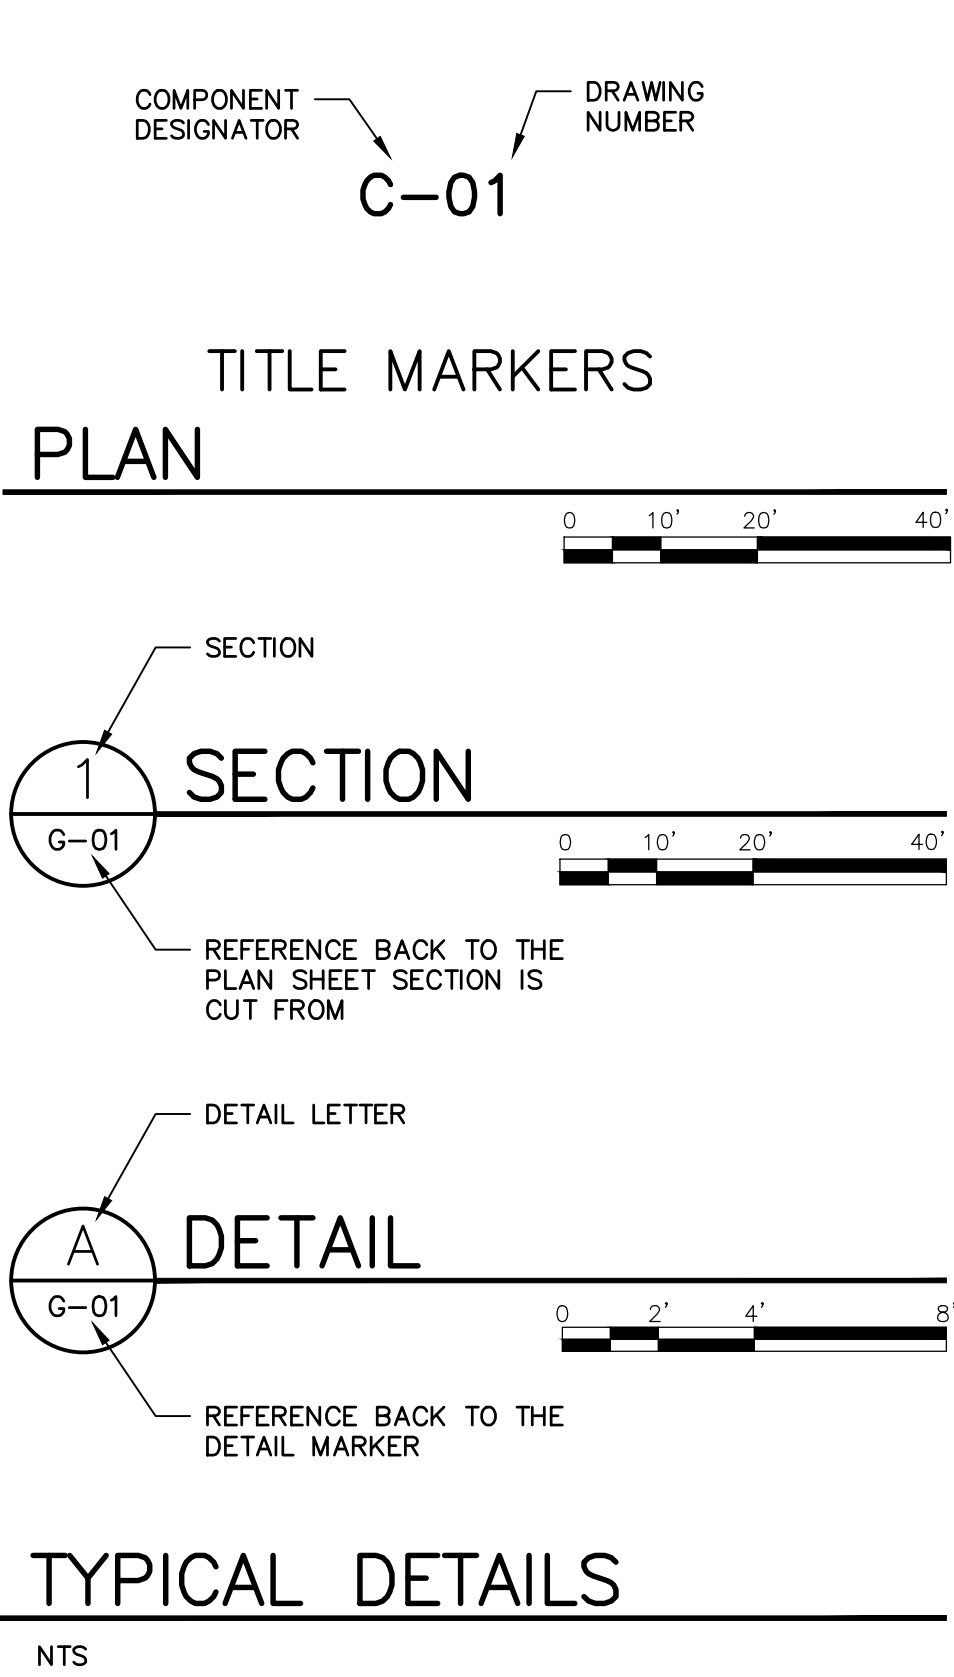 COMPONENT
DESIGNATOR
DRAWING
NUMBER
C-01
TITLE MARKERS
PLAN
0 10' 20' 40'
SECTION
1
SECTION
G-01
0 10' 20' 40'
REFERENCE BACK TO THE
PLAN SHEET SECTION IS
CUT FROM
DETAIL LETTER
A
DETAIL
G-01
0 2' 4' 8'
REFERENCE BACK TO THE
DETAIL MARKER
TYPICAL DETAILS
NTS